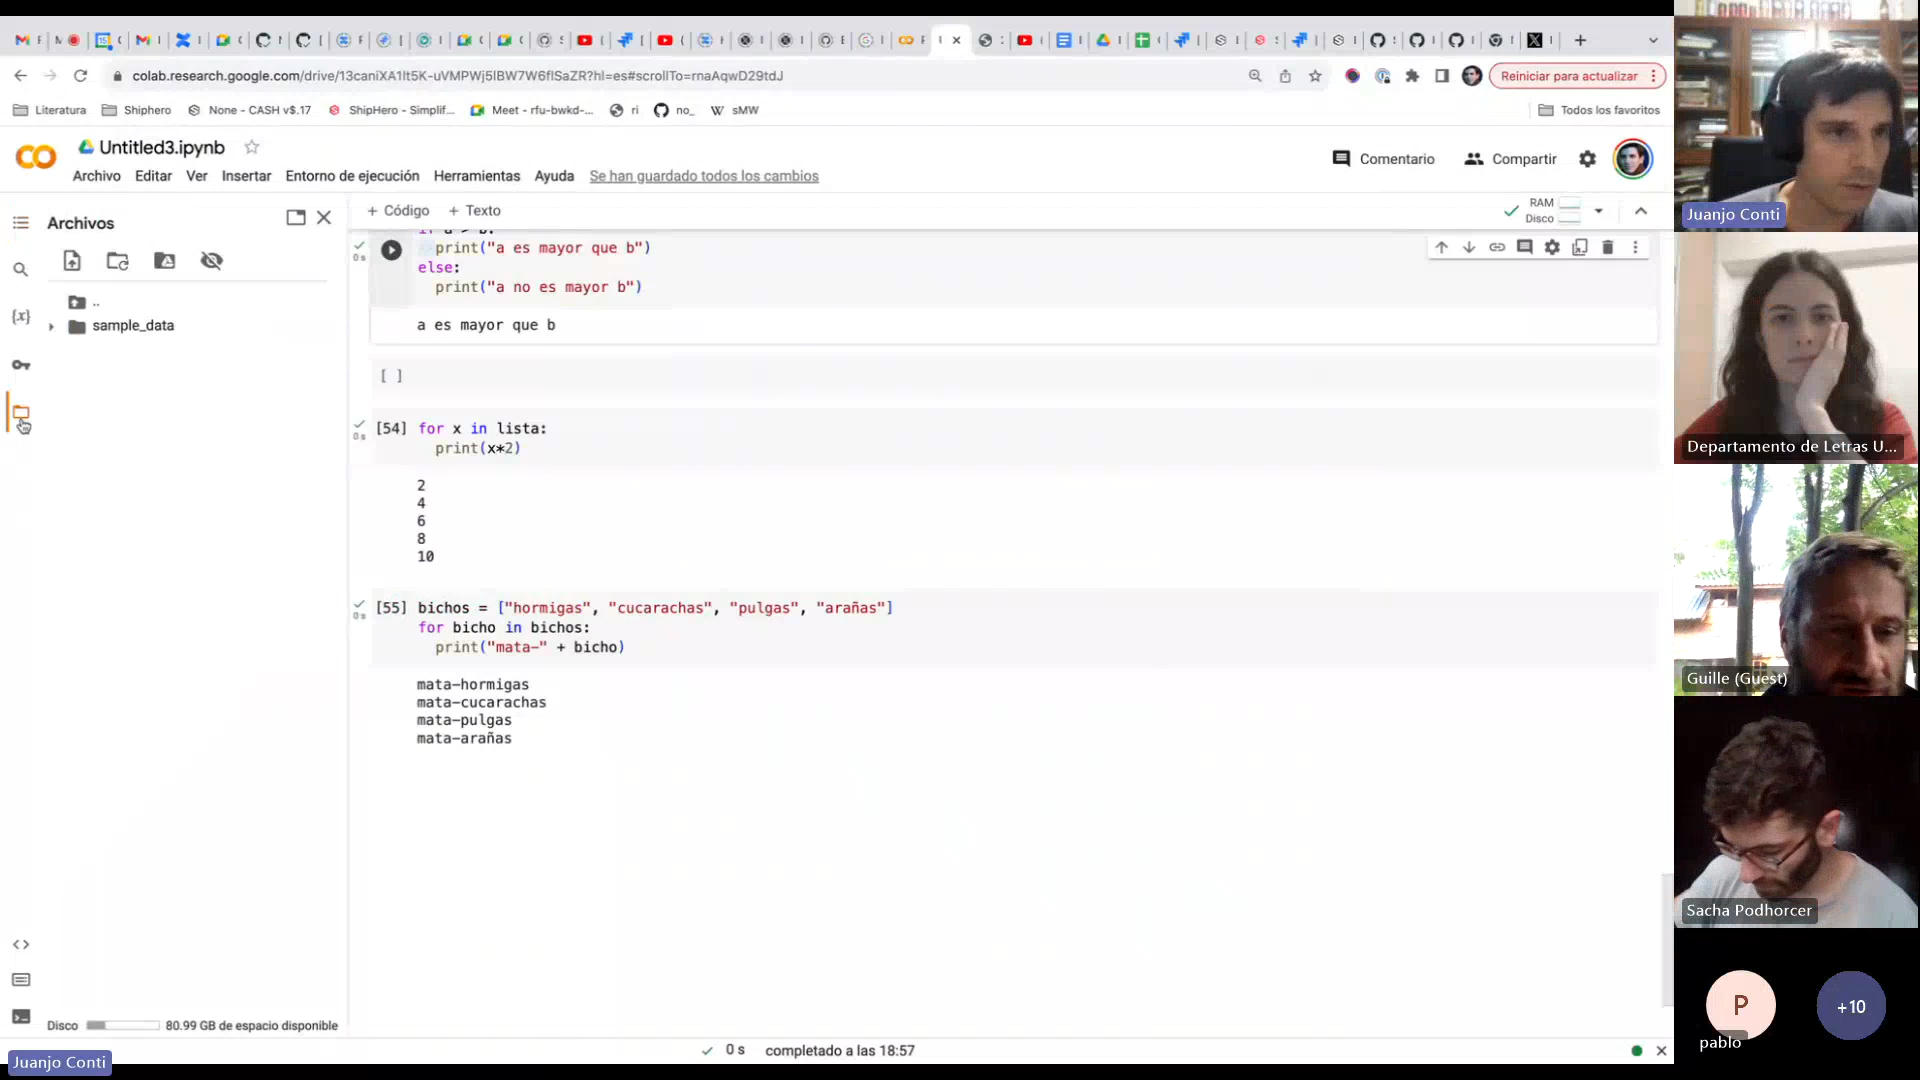 colab.research.google.com/drive/13caniXA1lt5K-uVMPWj5lBW7W6flSaZR?hl=es#scrollTo=rnaAqwD29tdJ
Reiniciar para actualizar
Literatura
Shiphero
None - CASH v$.17
ShipHero - Simplif...
Meet - rfu-bwkd-...
ri
no_
sMW
Todos los favoritos
Untitled3.ipynb
Comentario
Compartir
Archivo Editar Ver Insertar Entorno de ejecución Herramientas Ayuda Se han guardado todos los cambios
Archivos
+ Código + Texto
RAM
Disco
..
sample_data
if a > b:
print("a es mayor que b")
else:
print("a no es mayor b")
a es mayor que b
[ ]
[54] for x in lista:
print(x*2)
2
4
6
8
10
[55] bichos = ["hormigas", "cucarachas", "pulgas", "arañas"]
for bicho in bichos:
print("mata-" + bicho)
mata-hormigas
mata-cucarachas
mata-pulgas
mata-arañas
Disco 80.99 GB de espacio disponible
0 s completado a las 18:57
Juanjo Conti
Juanjo Conti
Departamento de Letras U...
Guille (Guest)
Sacha Podhorcer
P
pablo
+10